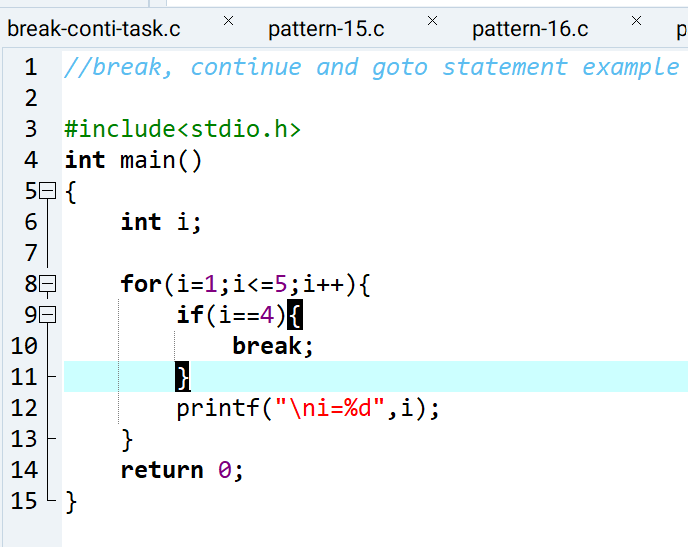 break-conti-task.c × pattern-15.c × pattern-16.c × p
1 //break, continue and goto statement example
2
3 #include<stdio.h>
4 int main()
5 {
6 int i;
7
8 for(i=1;i<=5;i++){
9 if(i==4){
10 break;
11 }
12 printf("\ni=%d",i);
13 }
14 return 0;
15 }